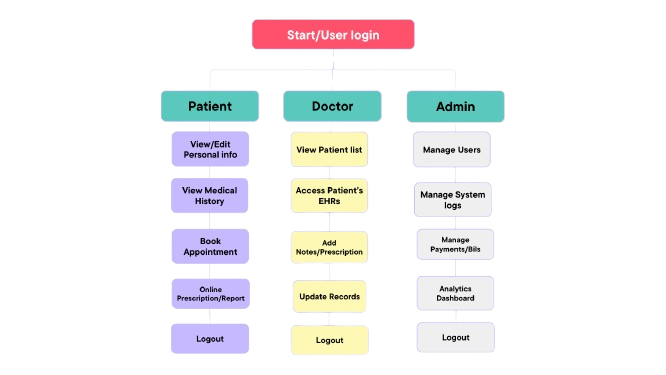 Start/User login
Patient
Doctor
Admin
View/Edit
Personal info
View Patient list
Manage Users
View Medical
History
Access Patient's
EHRs
Manage System
logs
Book
Appointment
Add
Notes/Prescription
Manage
Payments/Bils
Online
Prescription/Report
Update Records
Analytics
Dashboard
Logout
Logout
Logout